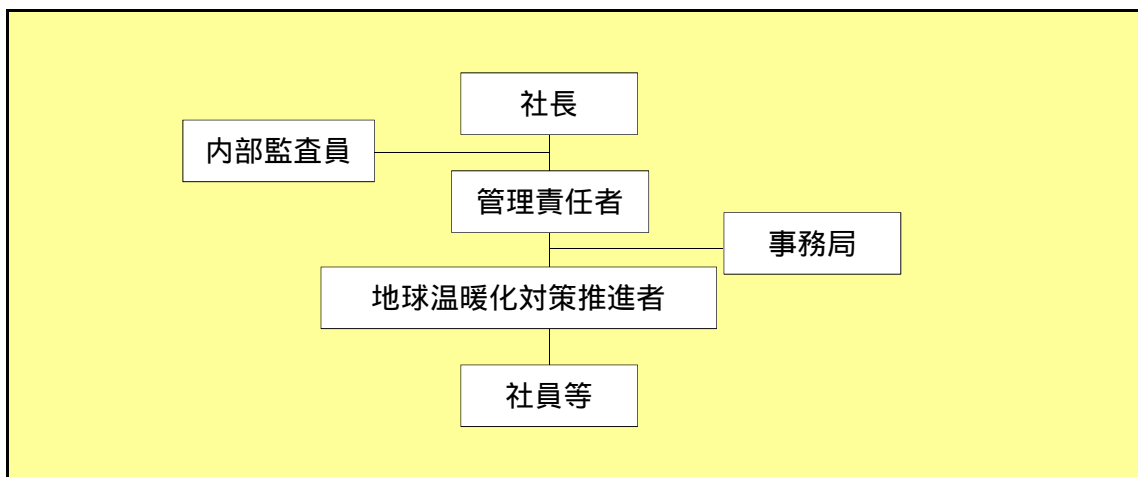 社長
内部監査員
管理責任者
事務局
地球温暖化対策推進者
社員等